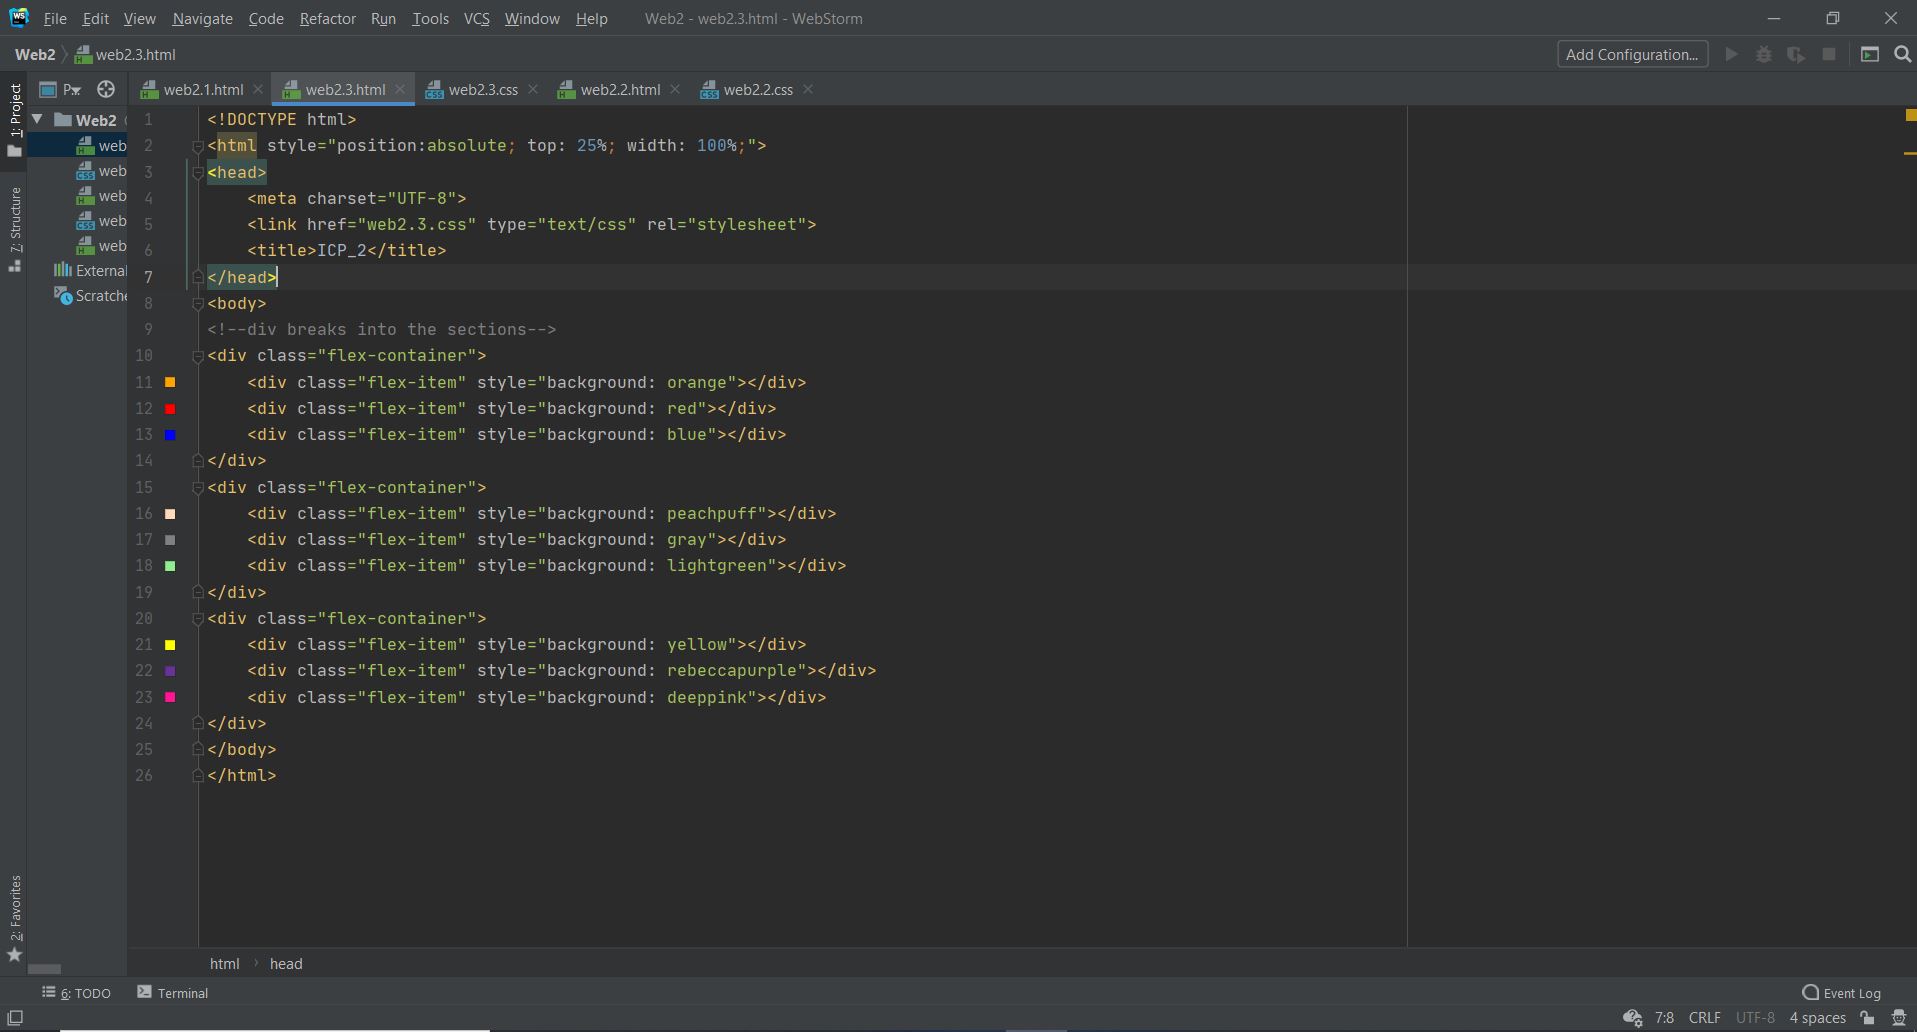 WS File Edit View Navigate Code Refactor Run Tools VCS Window Help Web2 - web2.3.html - WebStorm
Web2 web2.3.html Add Configuration...
1: Project
P
web2.1.html web2.3.html web2.3.css web2.2.html web2.2.css
Web2
web
web
web
web
web
External
Scratche
7: Structure
2: Favorites
1 <!DOCTYPE html>
2 <html style="position:absolute; top: 25%; width: 100%;">
3 <head>
4     <meta charset="UTF-8">
5     <link href="web2.3.css" type="text/css" rel="stylesheet">
6     <title>ICP_2</title>
7 </head>
8 <body>
9 <!--div breaks into the sections-->
10 <div class="flex-container">
11     <div class="flex-item" style="background: orange"></div>
12     <div class="flex-item" style="background: red"></div>
13     <div class="flex-item" style="background: blue"></div>
14 </div>
15 <div class="flex-container">
16     <div class="flex-item" style="background: peachpuff"></div>
17     <div class="flex-item" style="background: gray"></div>
18     <div class="flex-item" style="background: lightgreen"></div>
19 </div>
20 <div class="flex-container">
21     <div class="flex-item" style="background: yellow"></div>
22     <div class="flex-item" style="background: rebeccapurple"></div>
23     <div class="flex-item" style="background: deeppink"></div>
24 </div>
25 </body>
26 </html>
html › head
6: TODO Terminal Event Log
7:8 CRLF UTF-8 4 spaces